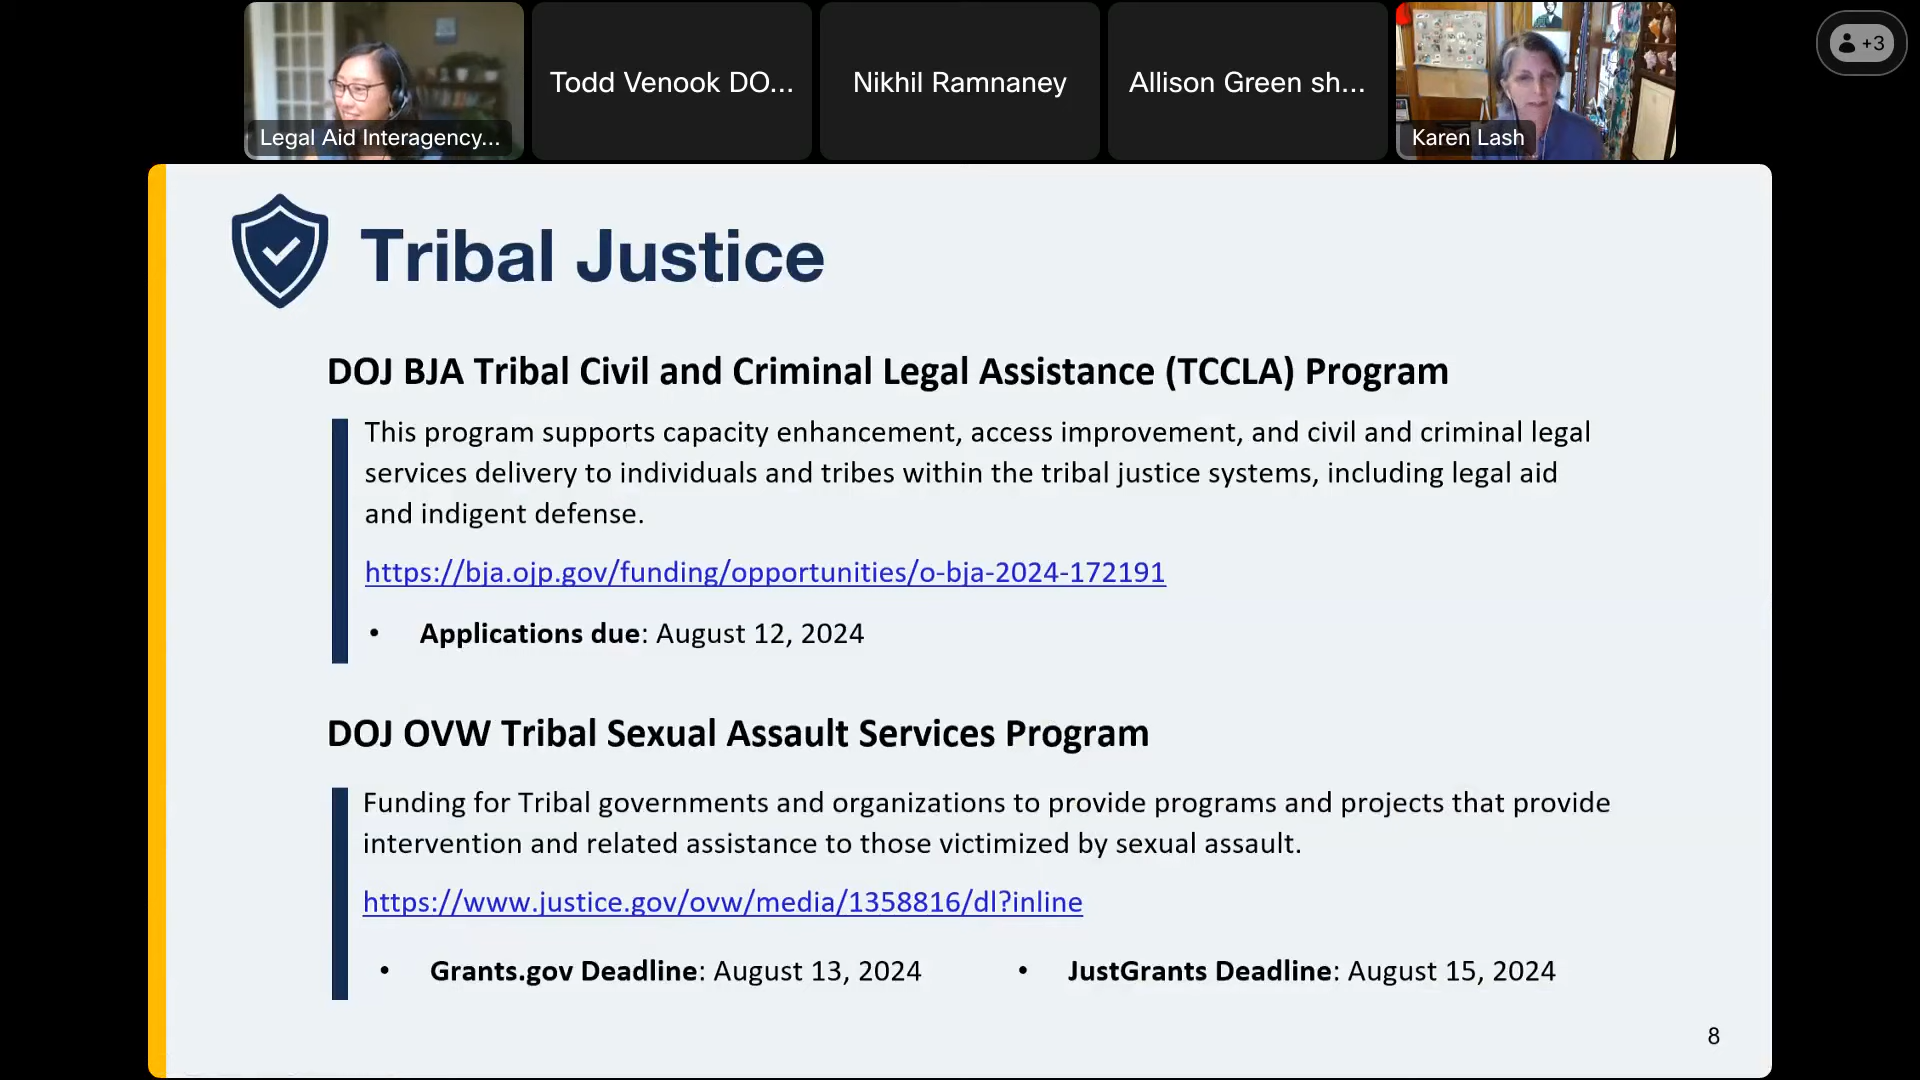 Legal Aid Interagency...
Todd Venook DO...
Nikhil Ramnaney
Allison Green sh...
Karen Lash
+3
Tribal Justice
DOJ BJA Tribal Civil and Criminal Legal Assistance (TCCLA) Program
This program supports capacity enhancement, access improvement, and civil and criminal legal
services delivery to individuals and tribes within the tribal justice systems, including legal aid
and indigent defense.
https://bja.ojp.gov/funding/opportunities/o-bja-2024-172191
• Applications due: August 12, 2024
DOJ OVW Tribal Sexual Assault Services Program
Funding for Tribal governments and organizations to provide programs and projects that provide
intervention and related assistance to those victimized by sexual assault.
https://www.justice.gov/ovw/media/1358816/dl?inline
• Grants.gov Deadline: August 13, 2024
• JustGrants Deadline: August 15, 2024
8